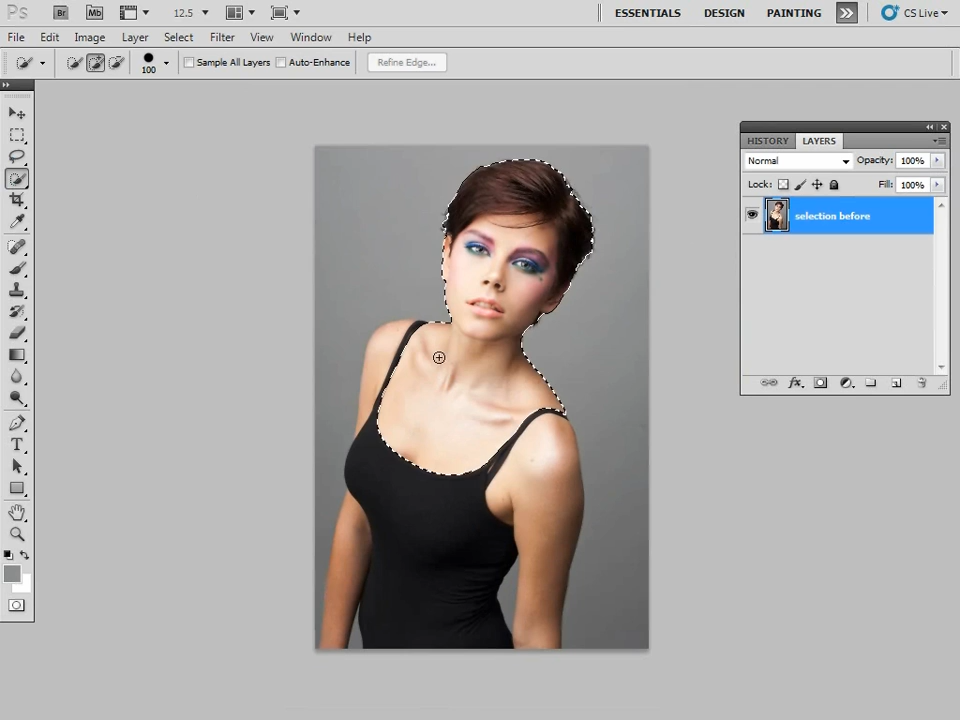 Ps Br Mb 12.5 ESSENTIALS DESIGN PAINTING CS Live
File Edit Image Layer Select Filter View Window Help
100 Sample All Layers Auto-Enhance Refine Edge...
HISTORY LAYERS
Normal Opacity: 100%
Lock: Fill: 100%
selection before
fx.
T